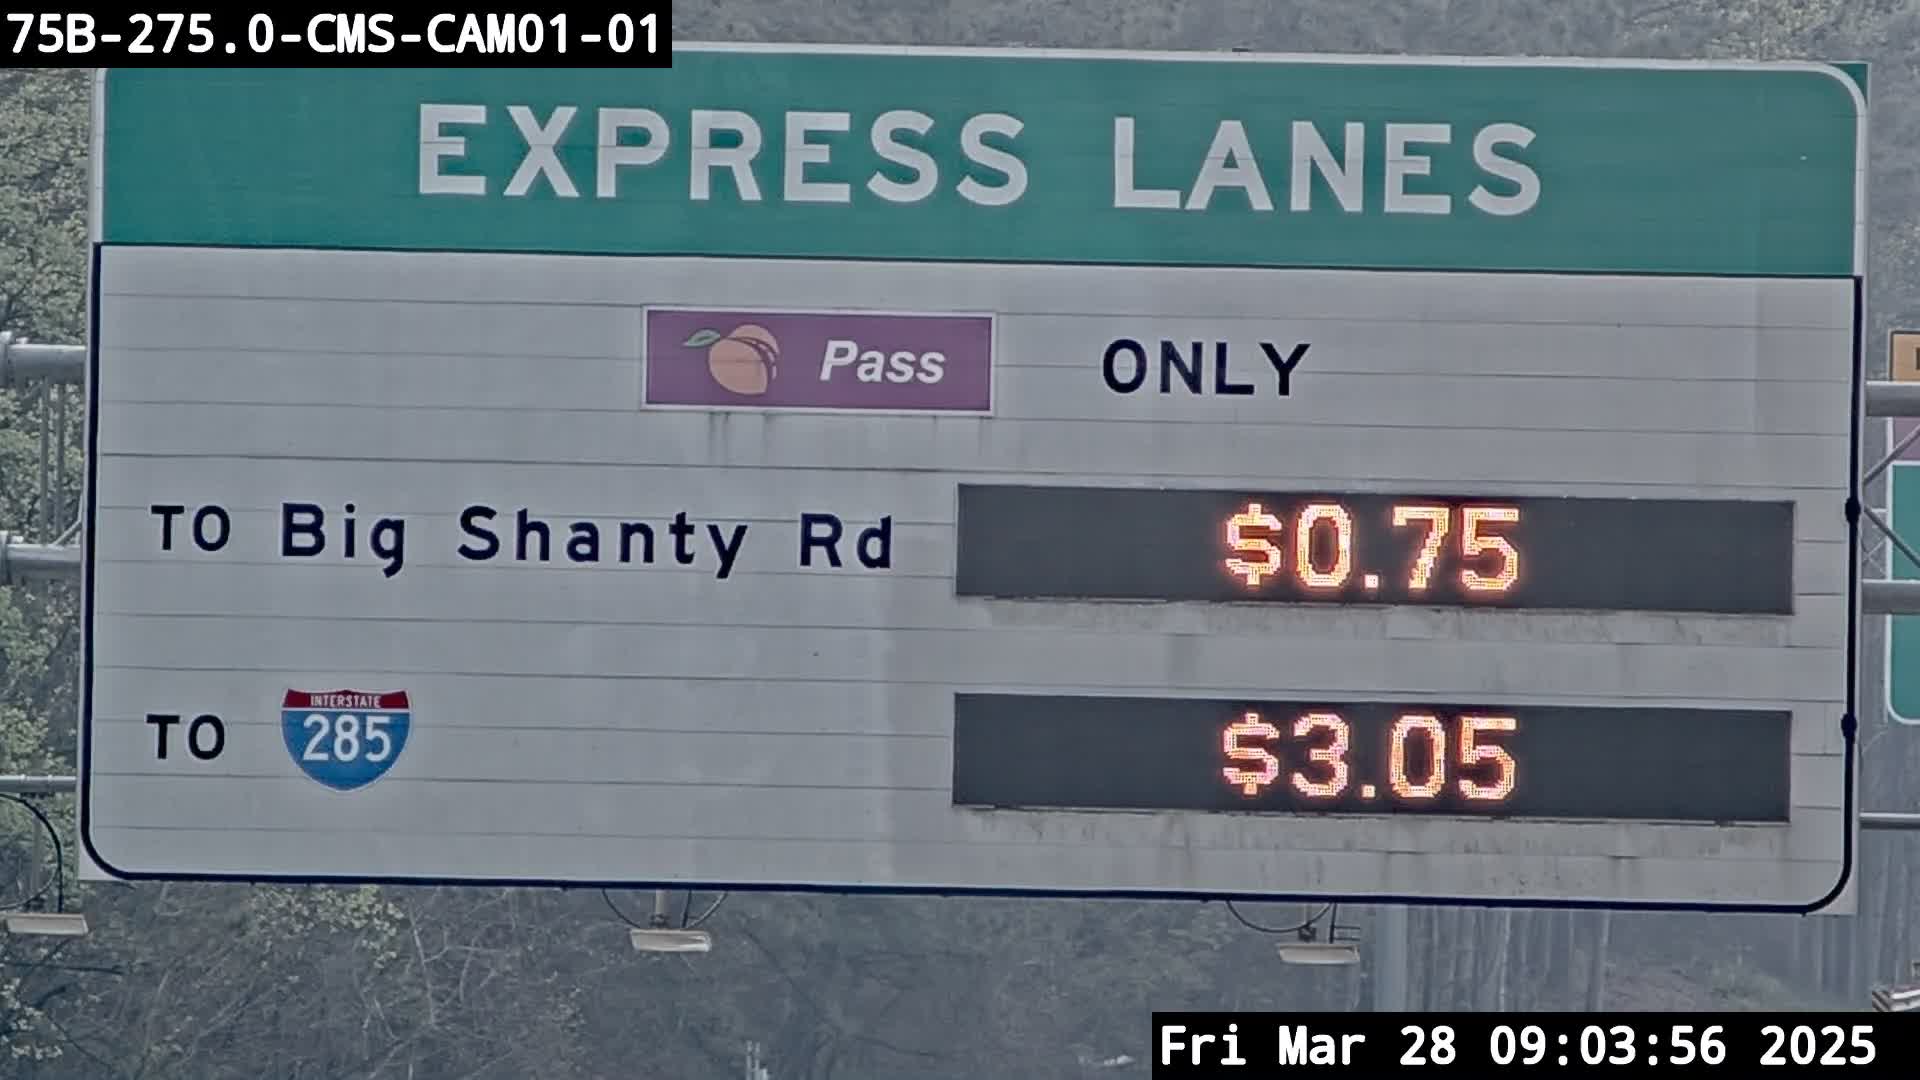 75B-275.0-CMS-CAM01-01
EXPRESS LANES
Pass ONLY
TO Big Shanty Rd $0.75
INTERSTATE
TO 285 $3.05
Fri Mar 28 09:03:56 2025